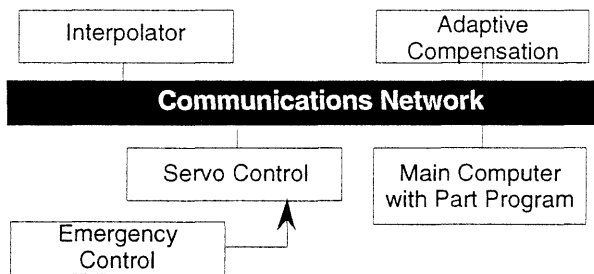 Interpolator
Adaptive
Compensation
Communications Network
Servo Control
Main Computer
with Part Program
Emergency
Control